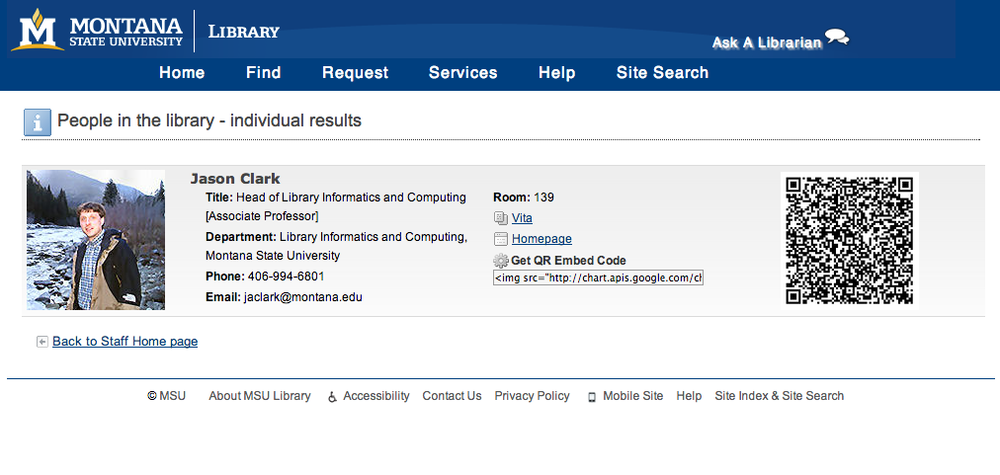 M MONTANA
STATE UNIVERSITY
LIBRARY
Ask A Librarian
Home Find Request Services Help Site Search
i People in the library - individual results
Jason Clark
Title: Head of Library Informatics and Computing
[Associate Professor]
Department: Library Informatics and Computing,
Montana State University
Phone: 406-994-6801
Email: jaclark@montana.edu
Room: 139
Vita
Homepage
Get QR Embed Code
<img src="http://chart.apis.google.com/ch
Back to Staff Home page
© MSU About MSU Library Accessibility Contact Us Privacy Policy Mobile Site Help Site Index & Site Search